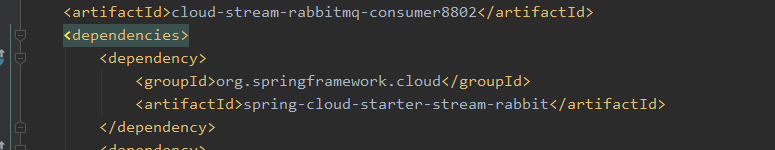 <artifactId>cloud-stream-rabbitmq-consumer8802</artifactId>
<dependencies>
<dependency>
<groupId>org.springframework.cloud</groupId>
<artifactId>spring-cloud-starter-stream-rabbit</artifactId>
</dependency>
<dependency>